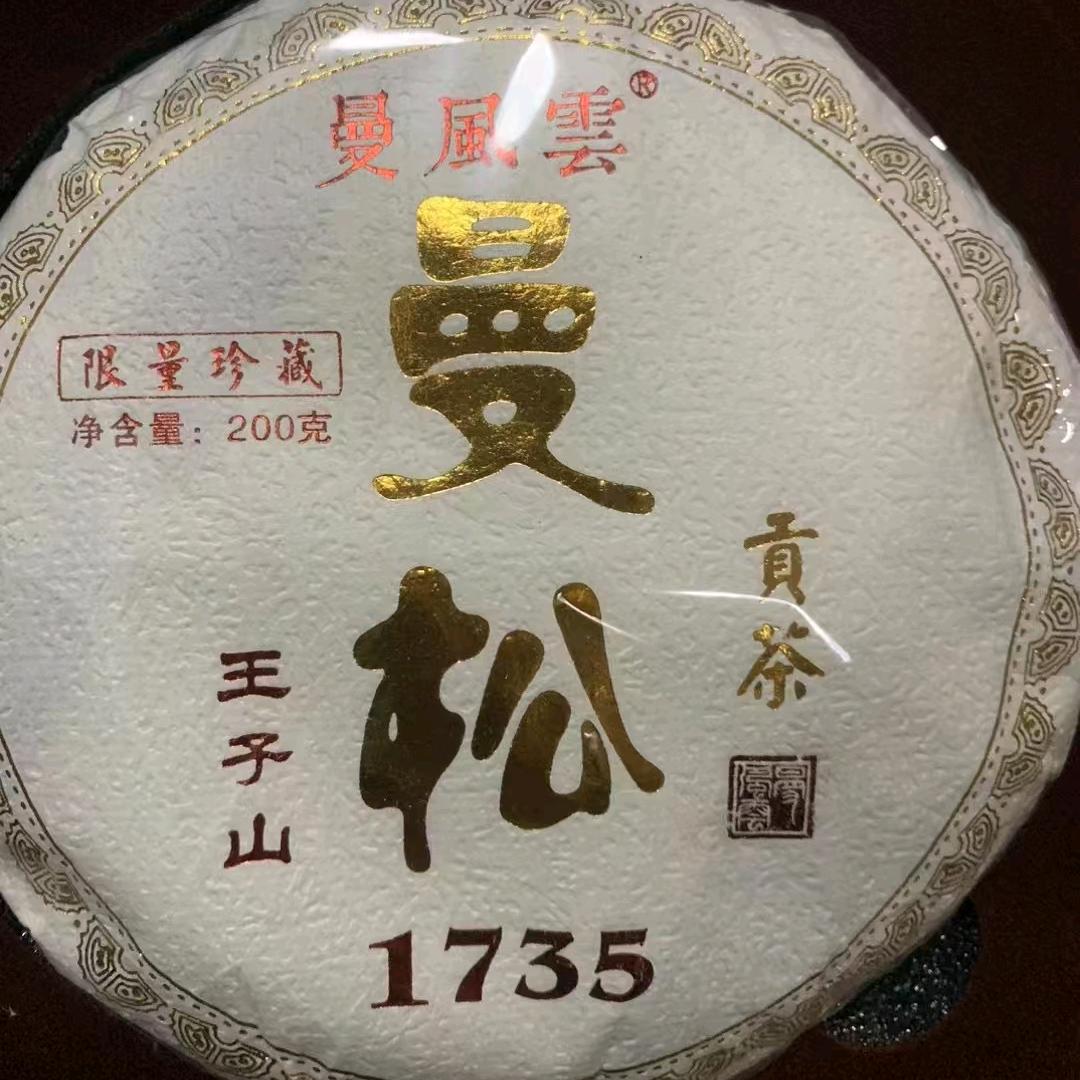 曼風雲®
曼松
限量珍藏
净含量：200克
貢茶
王子山
1735